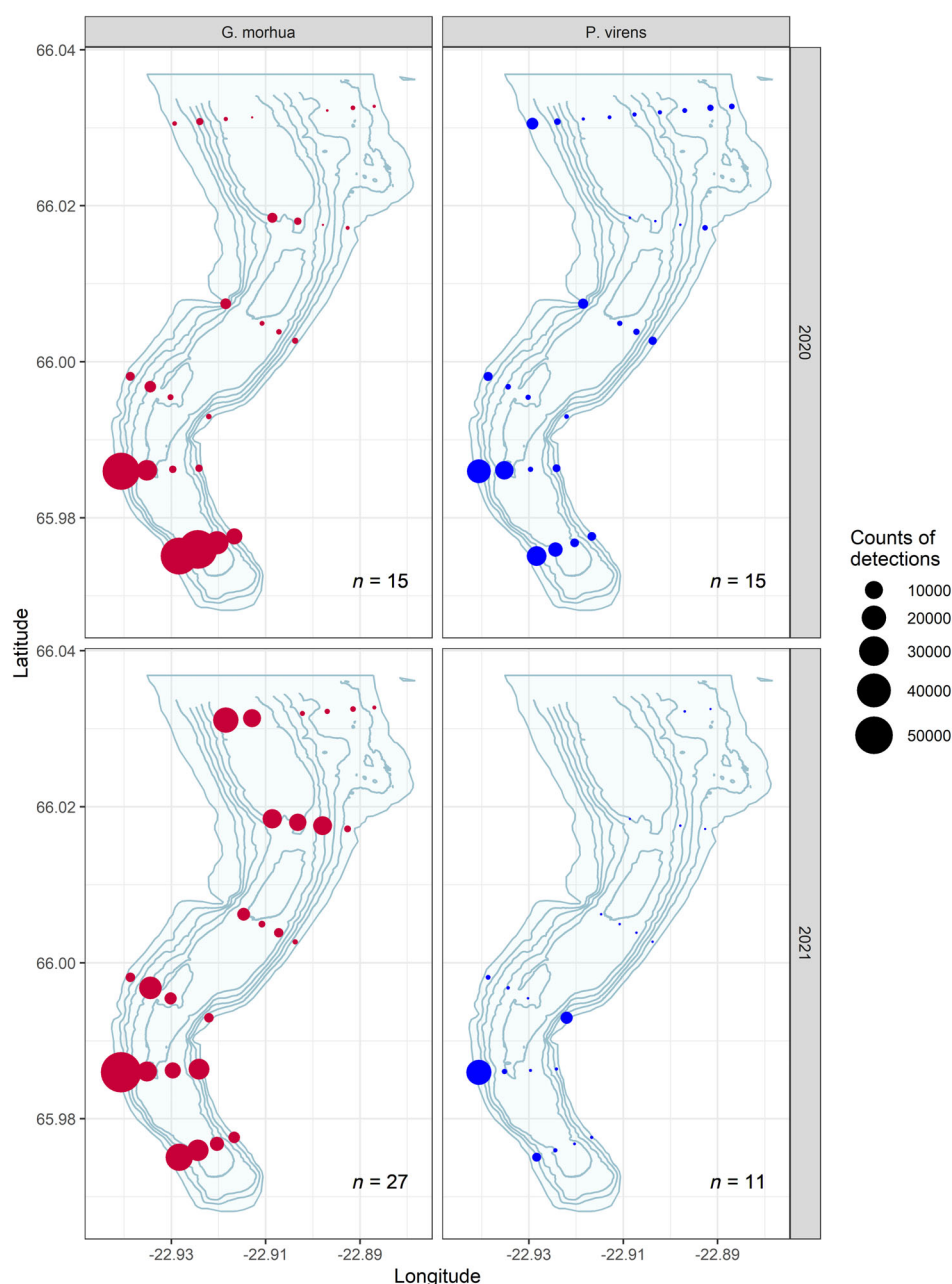 G. morhua
P. virens
66.04
66.02
66.00
65.98
n = 15
n = 15
2020
Latitude
66.04
66.02
66.00
65.98
n = 27
n = 11
2021
-22.93
-22.91
-22.89
-22.93
-22.91
-22.89
Longitude
Counts of
detections
10000
20000
30000
40000
50000